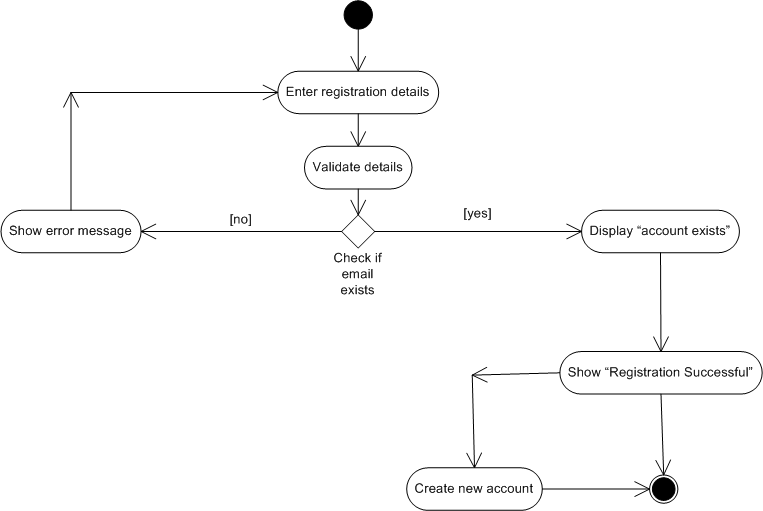 Enter registration details
Validate details
[no]
[yes]
Show error message
Display “account exists”
Check if
email
exists
Show “Registration Successful”
Create new account